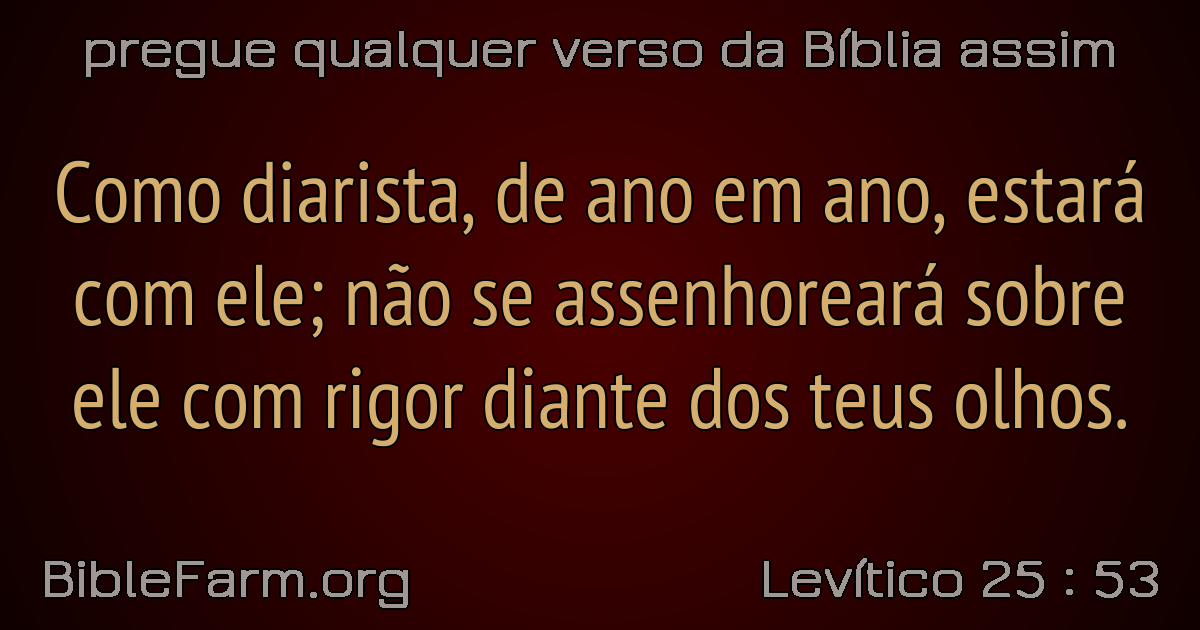 pregue qualquer verso da Bíblia assim
Como diarista, de ano em ano, estará
com ele; não se assenhoreará sobre
ele com rigor diante dos teus olhos.
BibleFarm.org
Levítico 25 : 53